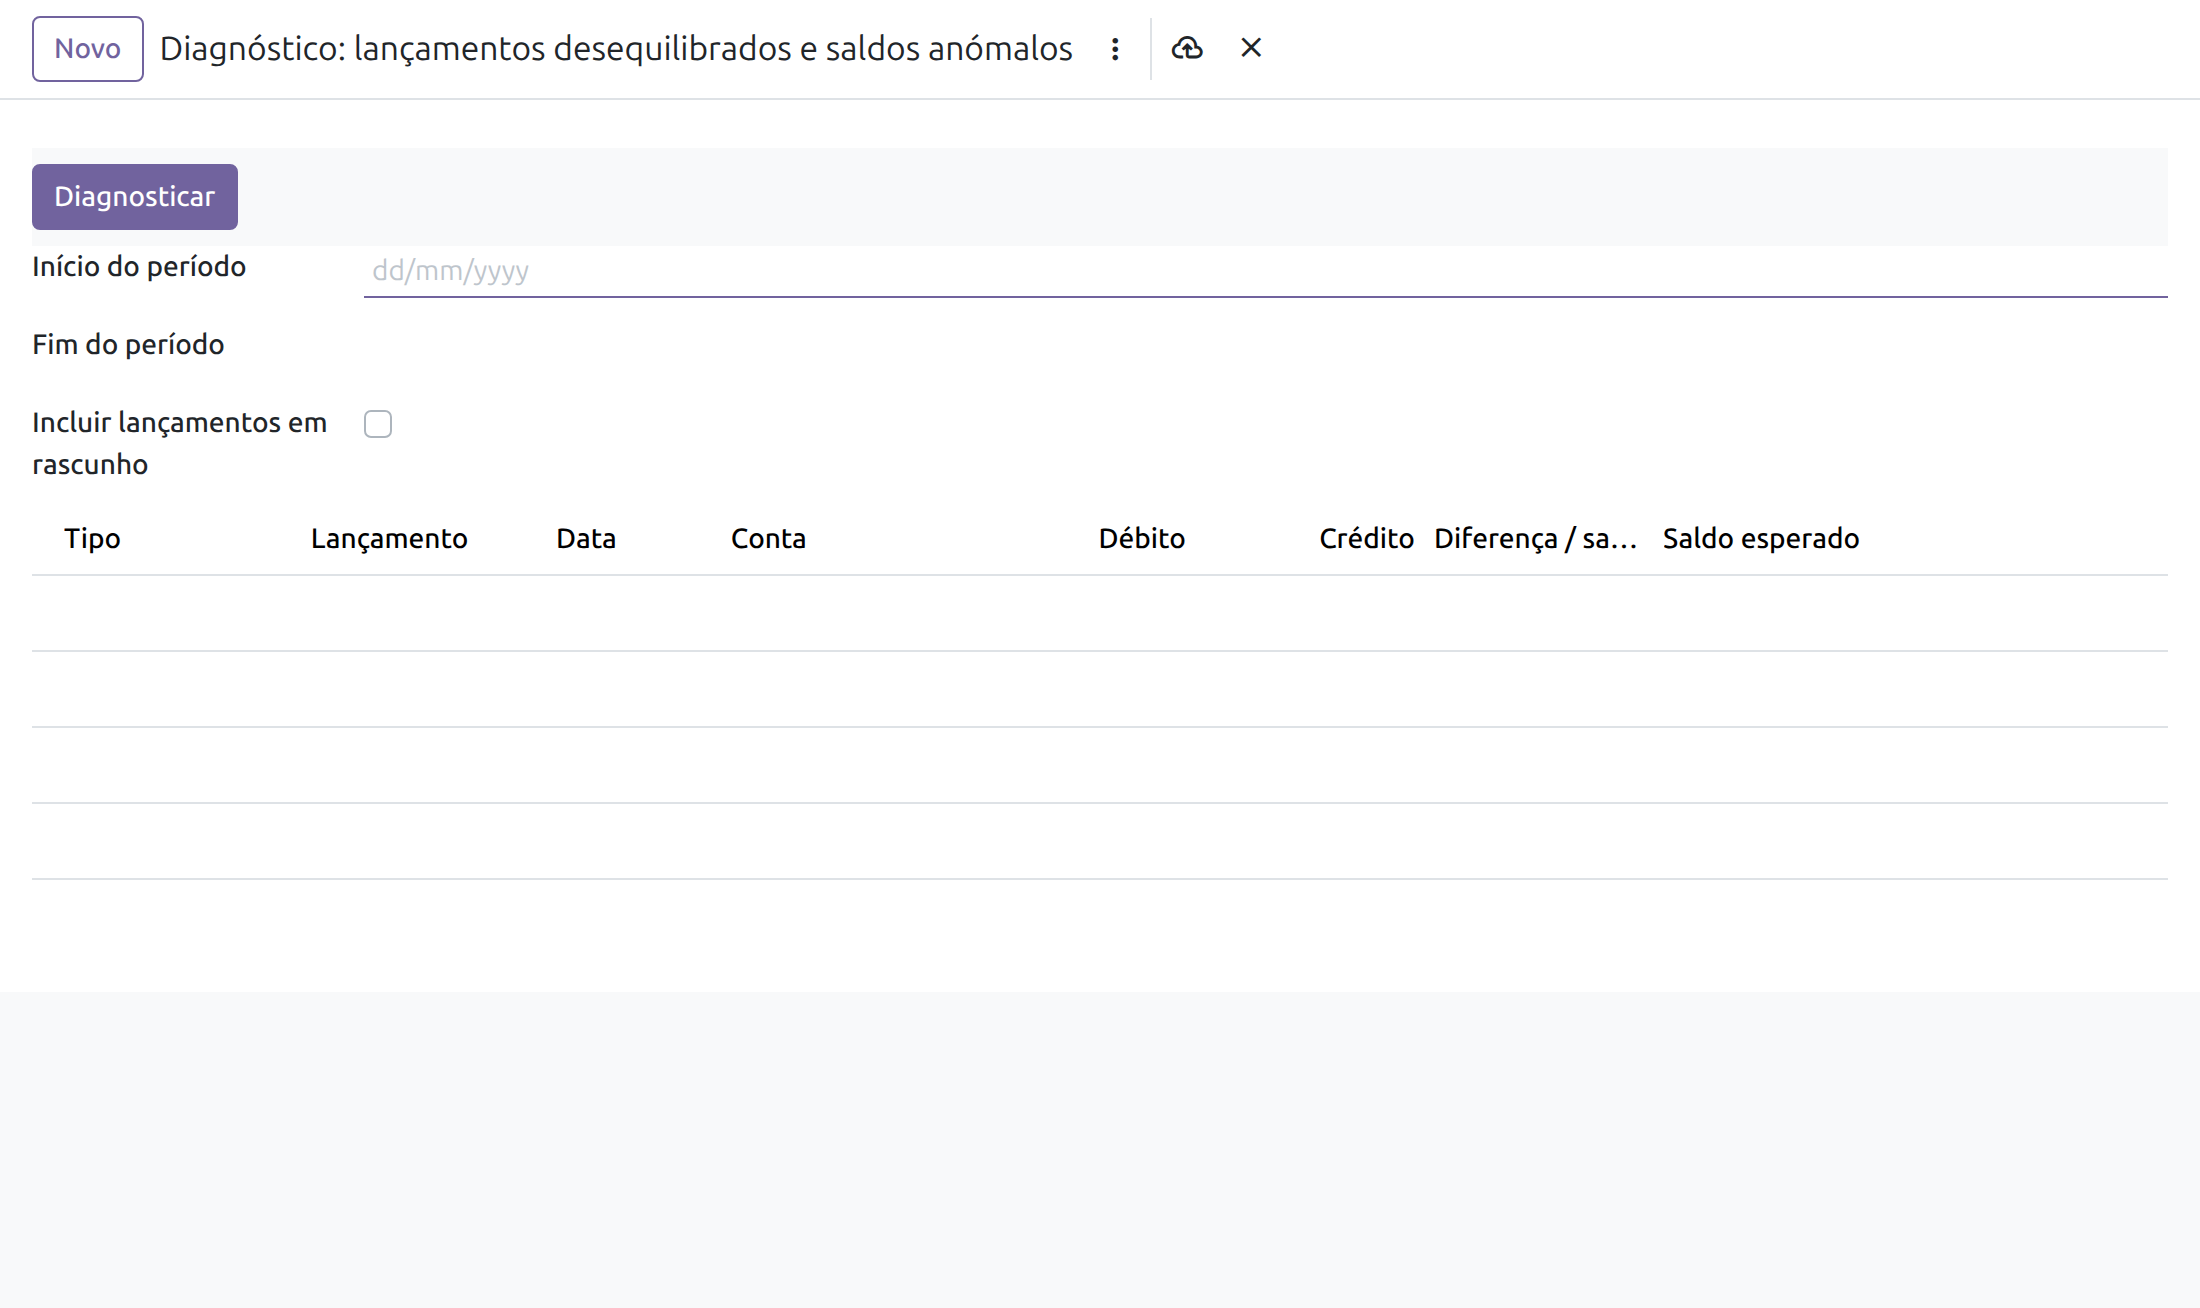 Novo Diagnóstico: lançamentos desequilibrados e saldos anómalos
Diagnosticar
Início do período dd/mm/yyyy
Fim do período
Incluir lançamentos em
rascunho
Tipo Lançamento Data Conta Débito Crédito Diferença / sa... Saldo esperado